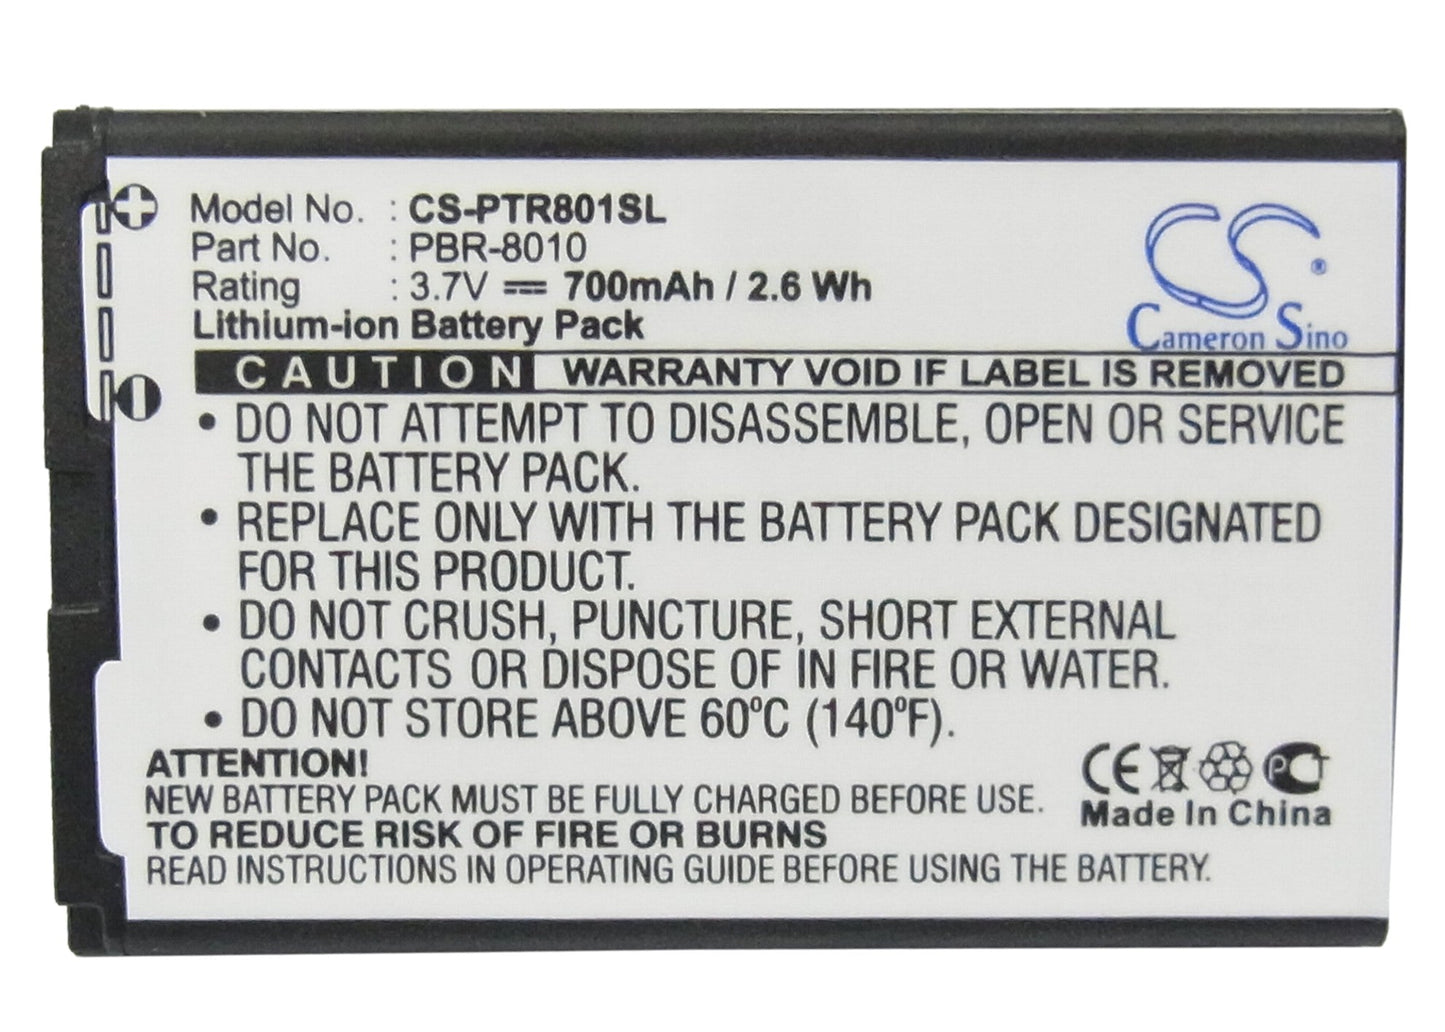 Model No. : CS-PTR801SL
Part No. : PBR-8010
Rating : 3.7V 700mAh / 2.6 Wh
Lithium-ion Battery Pack
CS ®
Cameron Sino
CAUTION WARRANTY VOID IF LABEL IS REMOVED
• DO NOT ATTEMPT TO DISASSEMBLE, OPEN OR SERVICE
THE BATTERY PACK.
• REPLACE ONLY WITH THE BATTERY PACK DESIGNATED
FOR THIS PRODUCT.
• DO NOT CRUSH, PUNCTURE, SHORT EXTERNAL
CONTACTS OR DISPOSE OF IN FIRE OR WATER.
• DO NOT STORE ABOVE 60ºC (140ºF).
ATTENTION!
NEW BATTERY PACK MUST BE FULLY CHARGED BEFORE USE.
TO REDUCE RISK OF FIRE OR BURNS
READ INSTRUCTIONS IN OPERATING GUIDE BEFORE USING THE BATTERY.
CE
Made In China